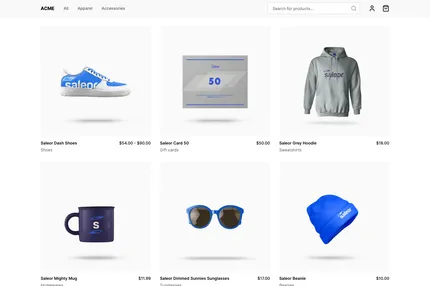 ACME
All
Apparel
Accessories
Search for products...
saleor
Saleor
50
saleor
Saleor Dash Shoes
$54.00 - $90.00
Shoes
Saleor Card 50
$50.00
Gift cards
Saleor Grey Hoodie
$18.00
Sweatshirts
S
saleor
Saleor Mighty Mug
$11.99
Saleor Dimmed Sunnies Sunglasses
$17.00
Sunglasses
Saleor Beanie
$10.00
Beanies